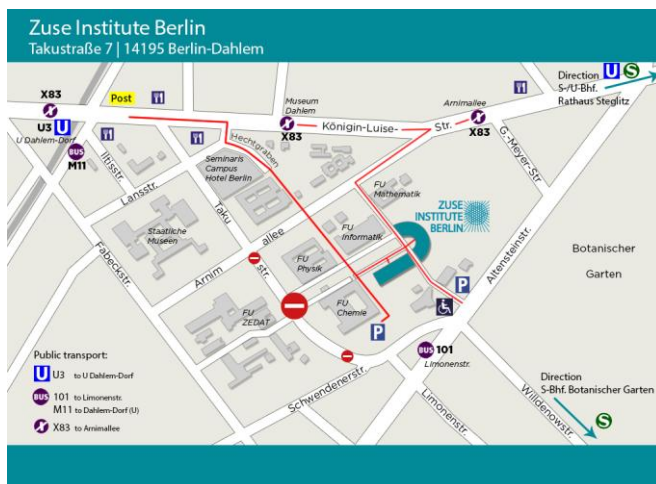 Zuse Institute Berlin
Takustraße 7 | 14195 Berlin-Dahlem
X83
Post
U3 U
U Dahlem-Dorf
BUS
M11
Iltisstr.
Lansstr.
Fabeckstr.
Hechtgraben
Seminaris
Campus
Hotel Berlin
Museum
Dahlem
X83
Königin-Luise-
Str.
Arnimallee
X83
Direction
S-/U-Bhf.
Rathaus Steglitz
U S
G.-Meyer-Str
Staatliche
Museen
Taku
str.
Arnim
allee
FU
Mathematik
FU
Informatik
FU
Physik
FU
Chemie
FU
ZEDAT
ZUSE
INSTITUTE
BERLIN
Altensteinstr.
Botanischer
Garten
P
P
BUS 101
Limonenstr.
Schwendenerstr.
Limonenstr.
Willdenowstr.
Direction
S-Bhf. Botanischer Garten
S
Public transport:
U U3 to U Dahlem-Dorf
BUS 101 to Limonenstr.
M11 to Dahlem-Dorf (U)
X X83 to Arnimallee